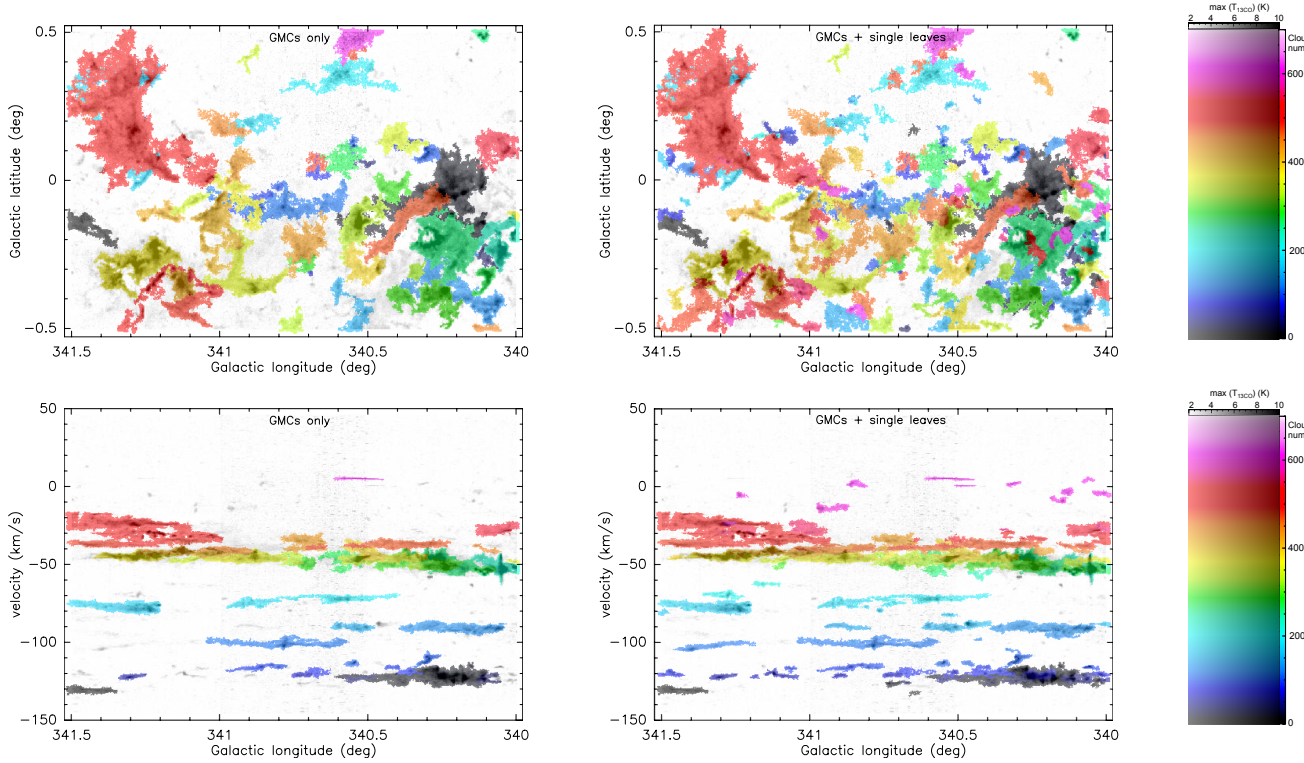 GMCs only
0.5
0
−0.5
Galactic latitude (deg)
341.5
341
340.5
340
Galactic longitude (deg)
GMCs + single leaves
0.5
0
−0.5
Galactic latitude (deg)
341.5
341
340.5
340
Galactic longitude (deg)
max (T13CO) (K)
2
4
6
8
10
Clou
num
600
400
200
0
GMCs only
50
0
−50
−100
−150
velocity (km/s)
341.5
341
340.5
340
Galactic longitude (deg)
GMCs + single leaves
50
0
−50
−100
−150
velocity (km/s)
341.5
341
340.5
340
Galactic longitude (deg)
max (T13CO) (K)
2
4
6
8
10
Clou
num
600
400
200
0